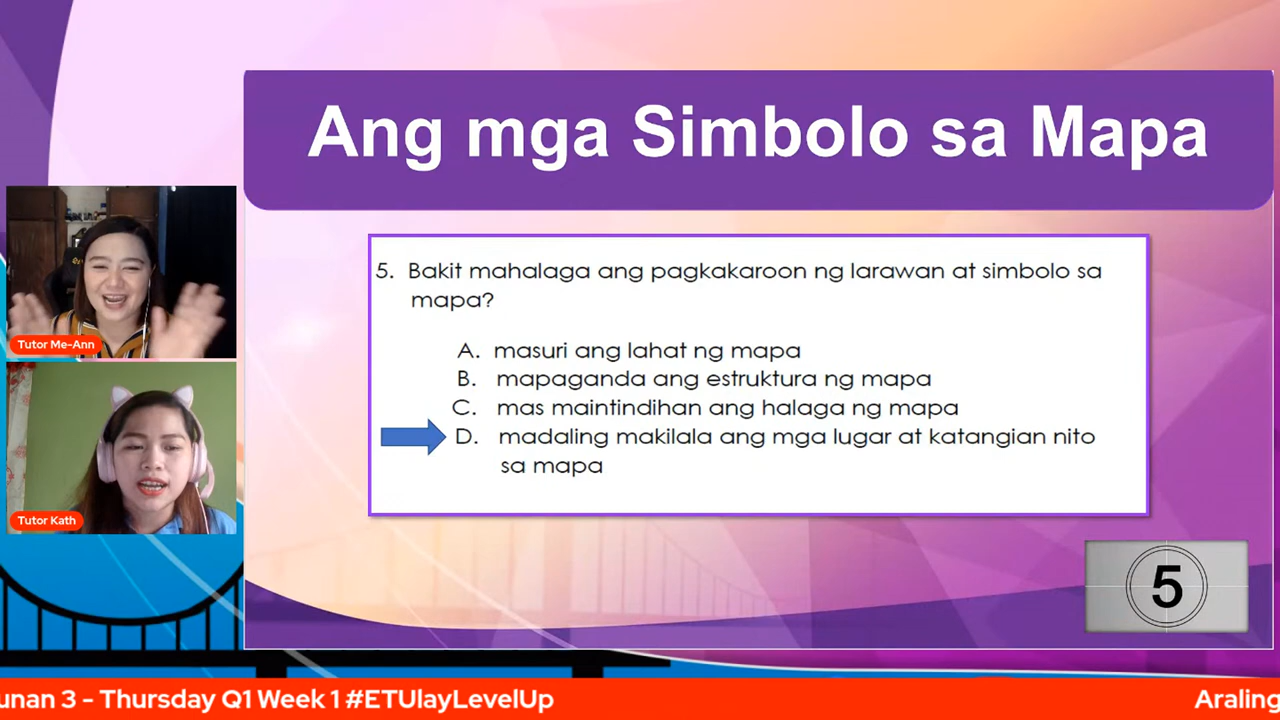 Ang mga Simbolo sa Mapa
5. Bakit mahalaga ang pagkakaroon ng larawan at simbolo sa
mapa?
A. masuri ang lahat ng mapa
B. mapaganda ang estruktura ng mapa
C. mas maintindihan ang halaga ng mapa
D. madaling makilala ang mga lugar at katangian nito
sa mapa
Tutor Me-Ann
Tutor Kath
5
unan 3 - Thursday Q1 Week 1 #ETUlayLevelUp
Araling